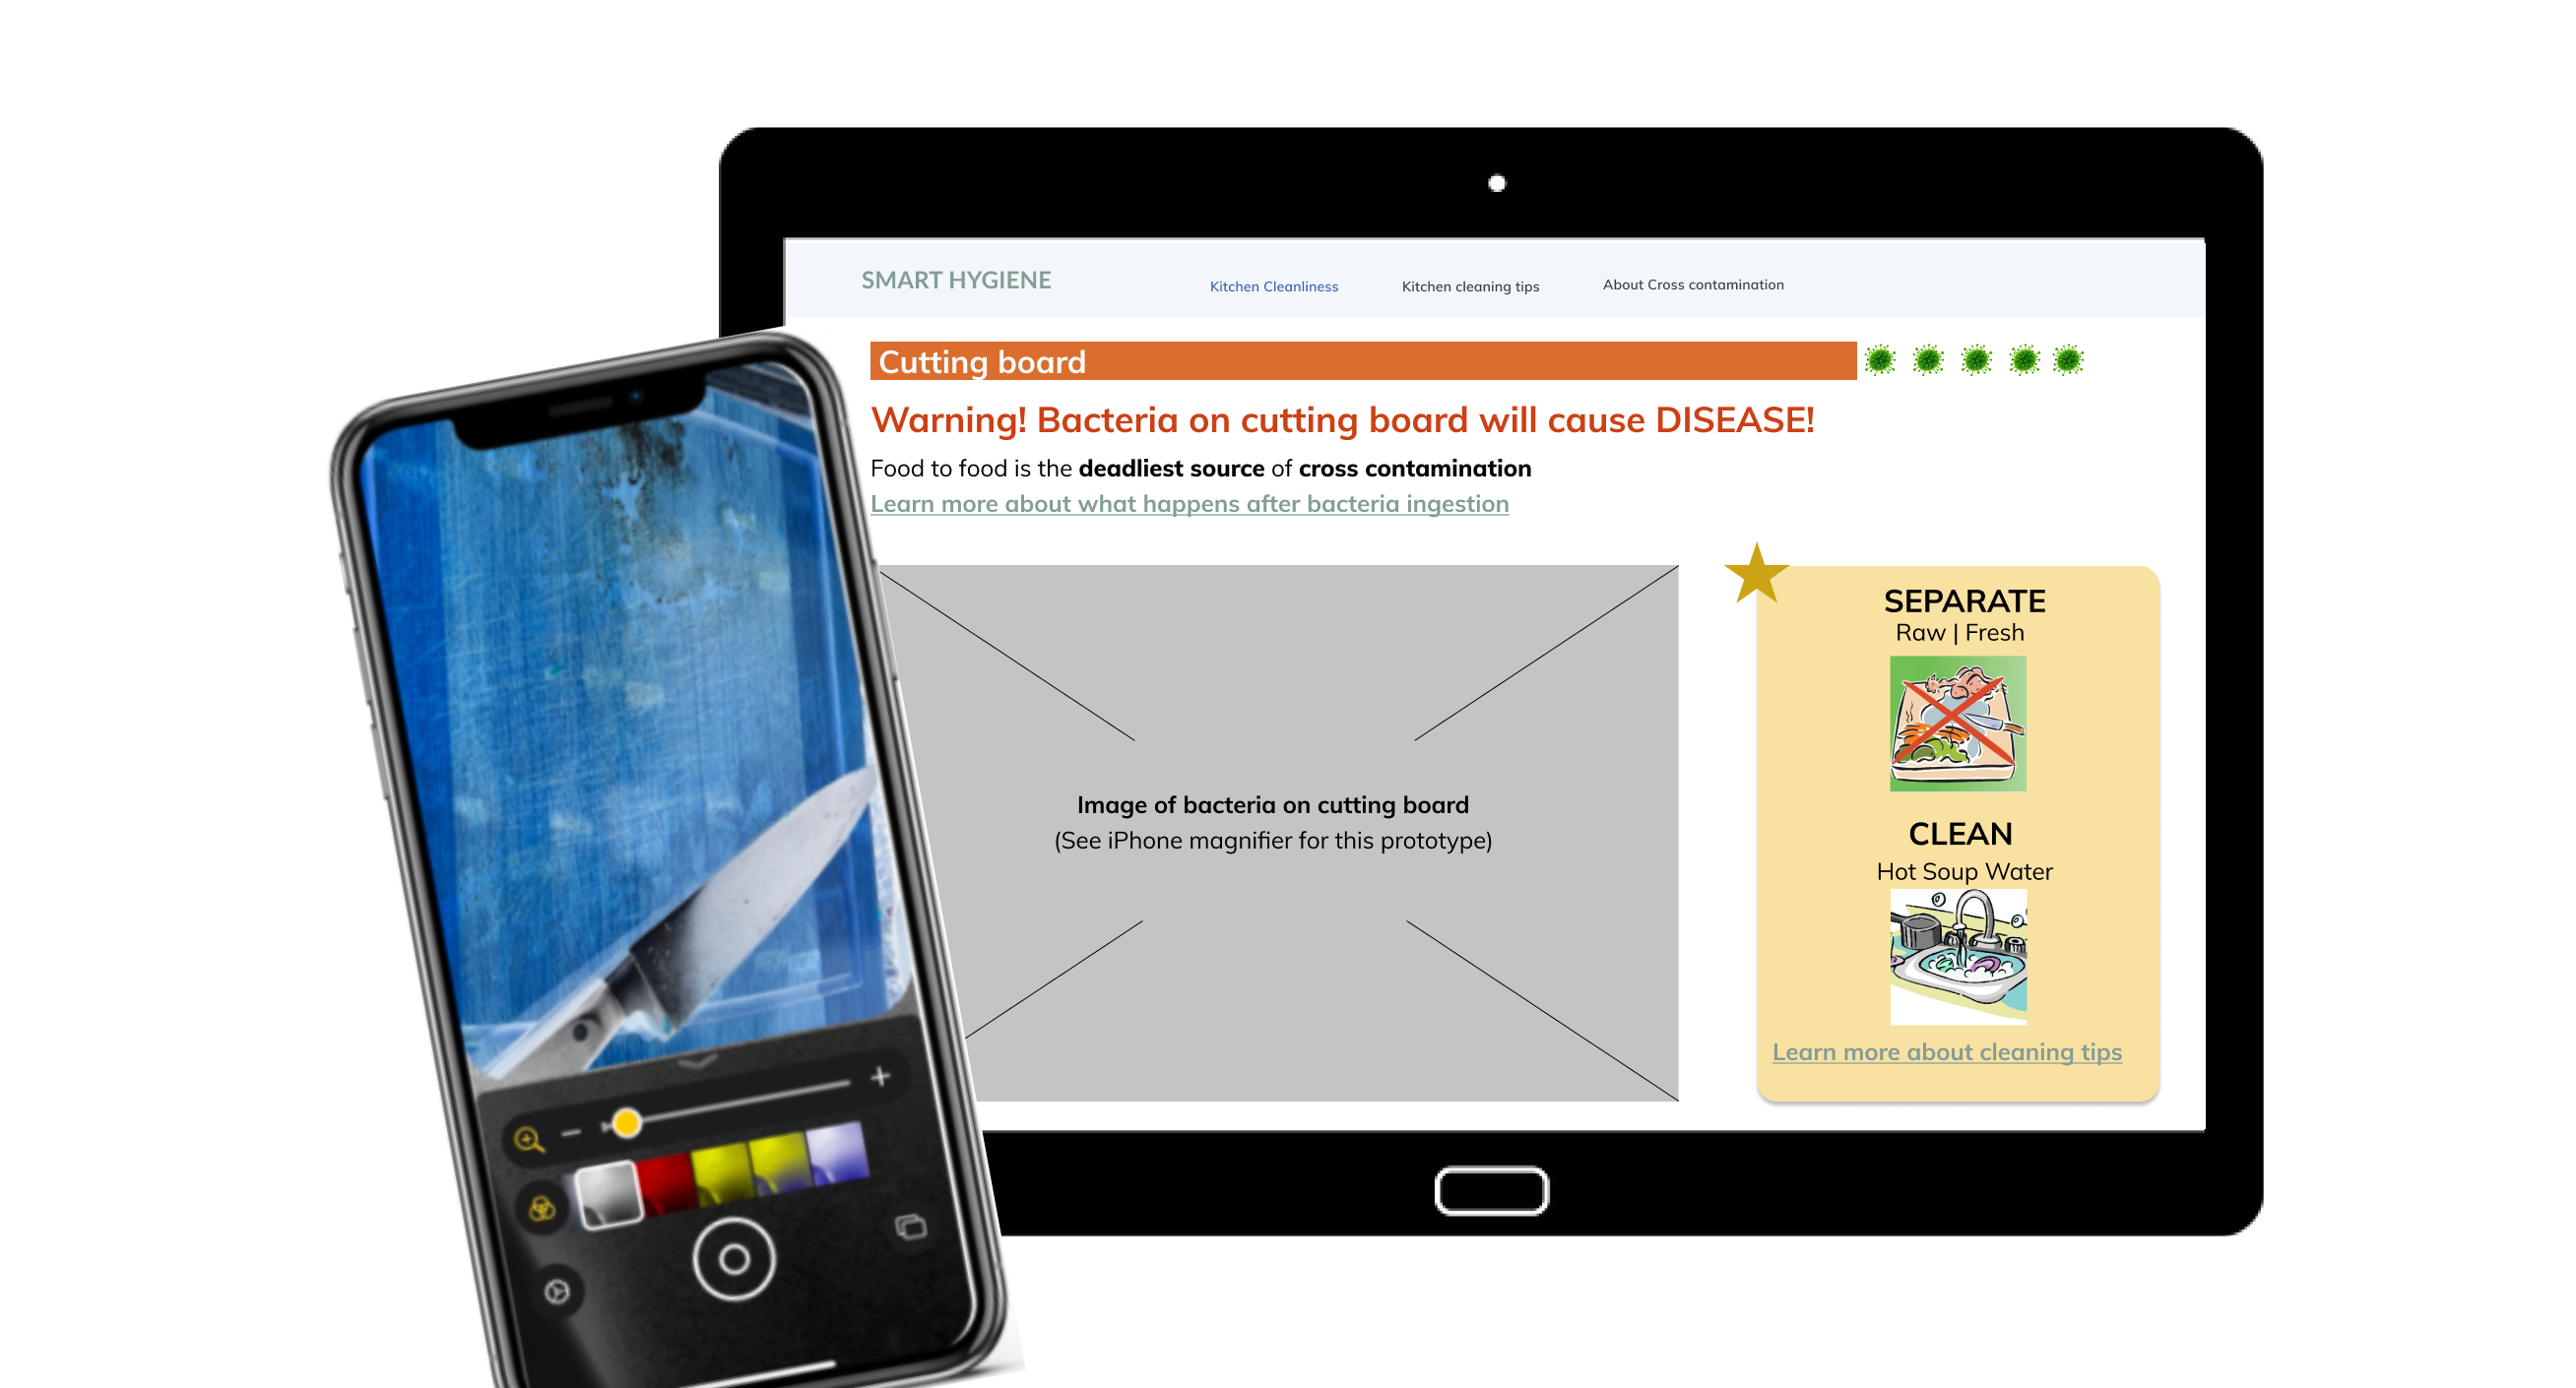 SMART HYGIENE
Kitchen Cleanliness
Kitchen cleaning tips
About Cross contamination
Cutting board
Warning! Bacteria on cutting board will cause DISEASE!
Food to food is the deadliest source of cross contamination
Learn more about what happens after bacteria ingestion
Image of bacteria on cutting board
(See iPhone magnifier for this prototype)
SEPARATE
Raw | Fresh
CLEAN
Hot Soup Water
Learn more about cleaning tips